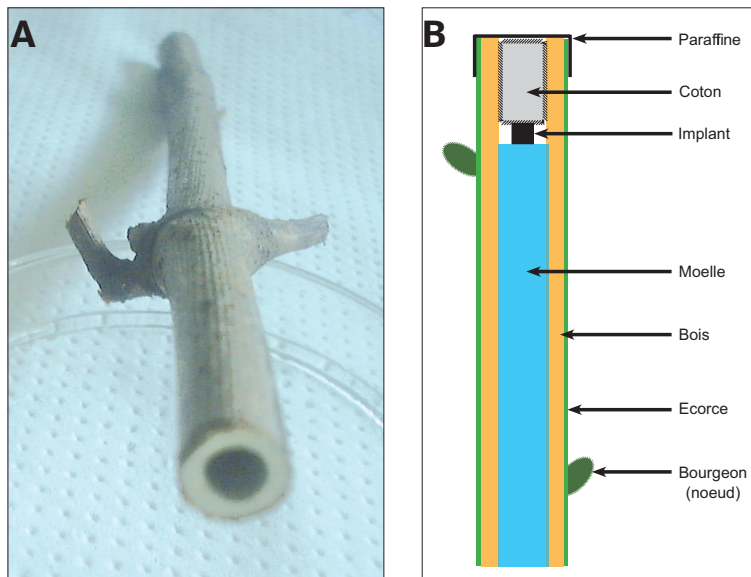 A
B
Paraffine
Coton
Implant
Moelle
Bois
Ecorce
Bourgeon
(noeud)